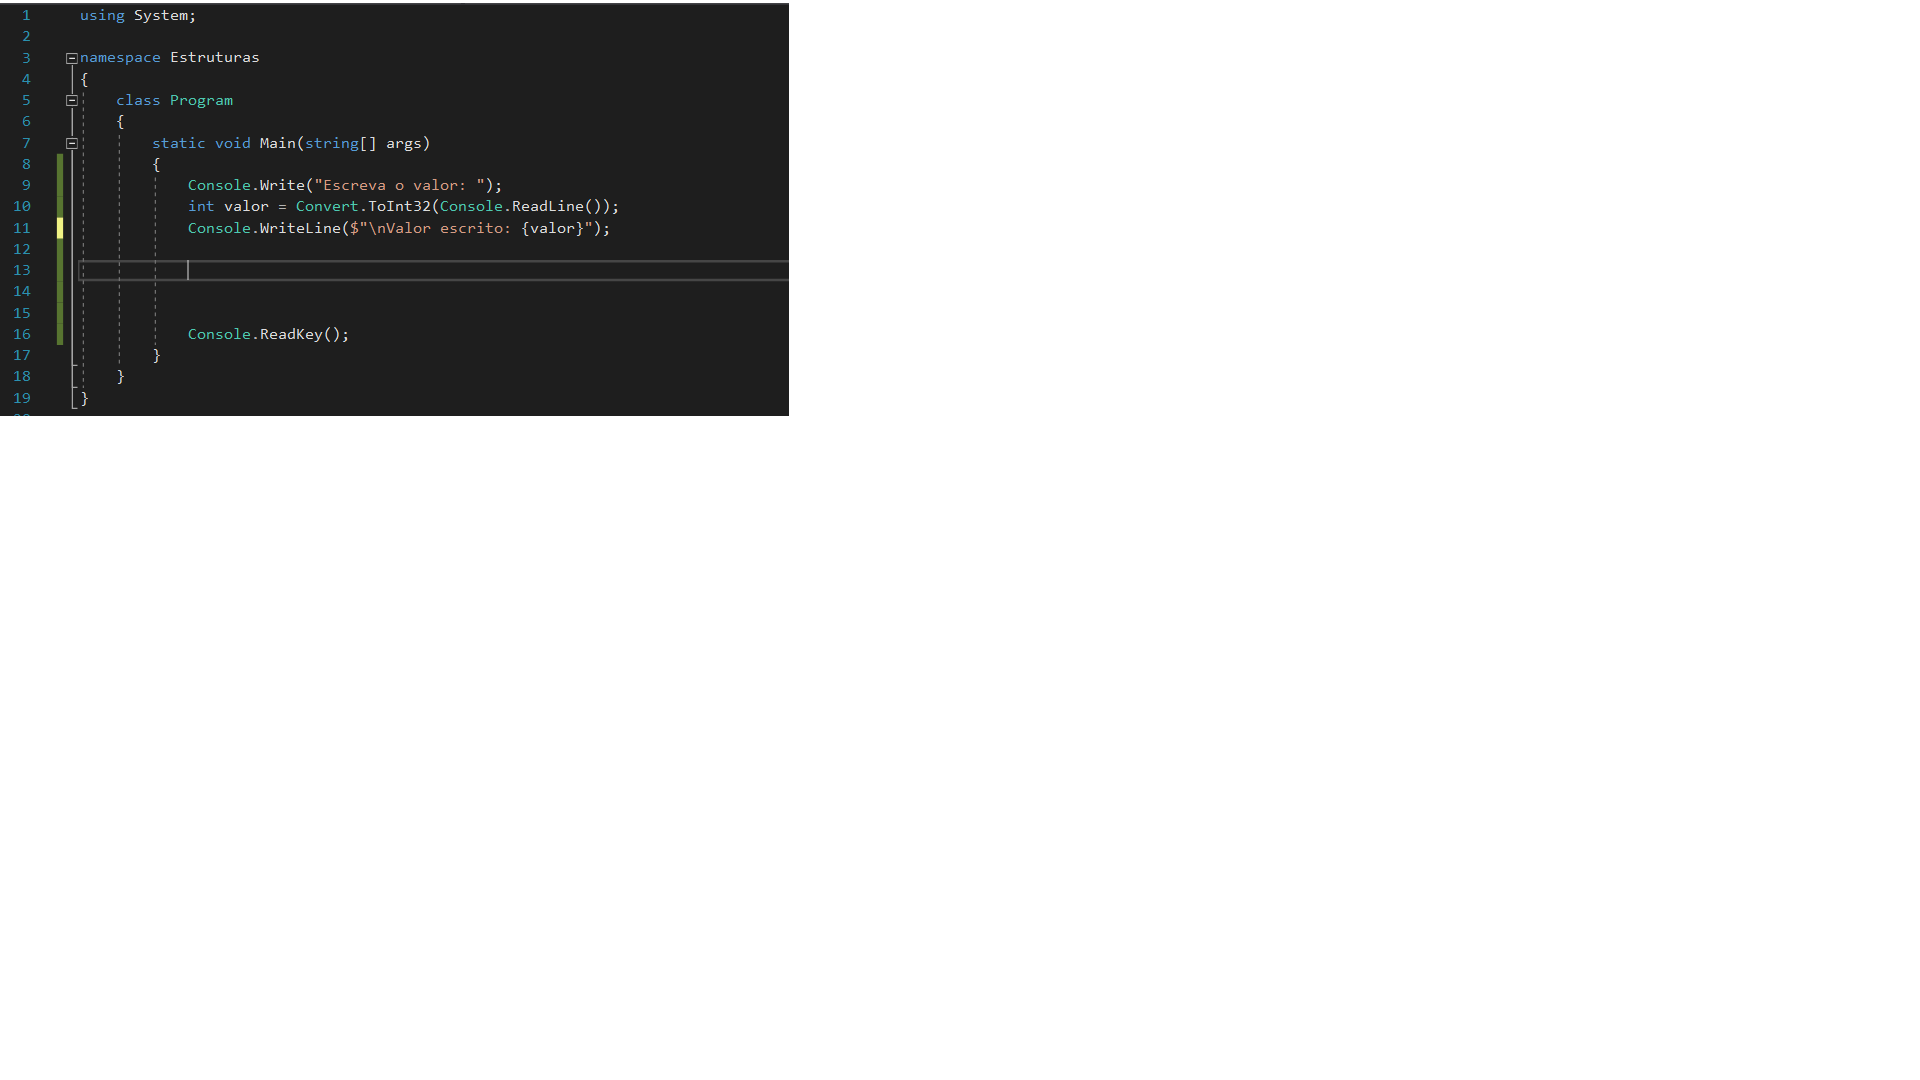 1 using System;
2
3 namespace Estruturas
4 {
5 class Program
6 {
7 static void Main(string[] args)
8 {
9 Console.Write("Escreva o valor: ");
10 int valor = Convert.ToInt32(Console.ReadLine());
11 Console.WriteLine($"\nValor escrito: {valor}");
12
13
14
15
16 Console.ReadKey();
17 }
18 }
19 }